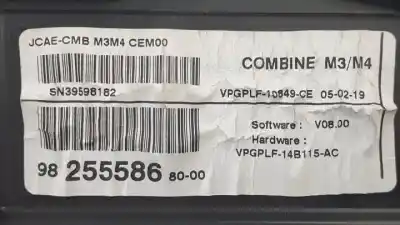 JCAE-CMB M3M4 CEM00
COMBINE M3/M4
SN39598182
VPGPLF-10849-CE 05-02-19
Software : V08.00
Hardware :
VPGPLF-14B115-AC
98 255586 80-00